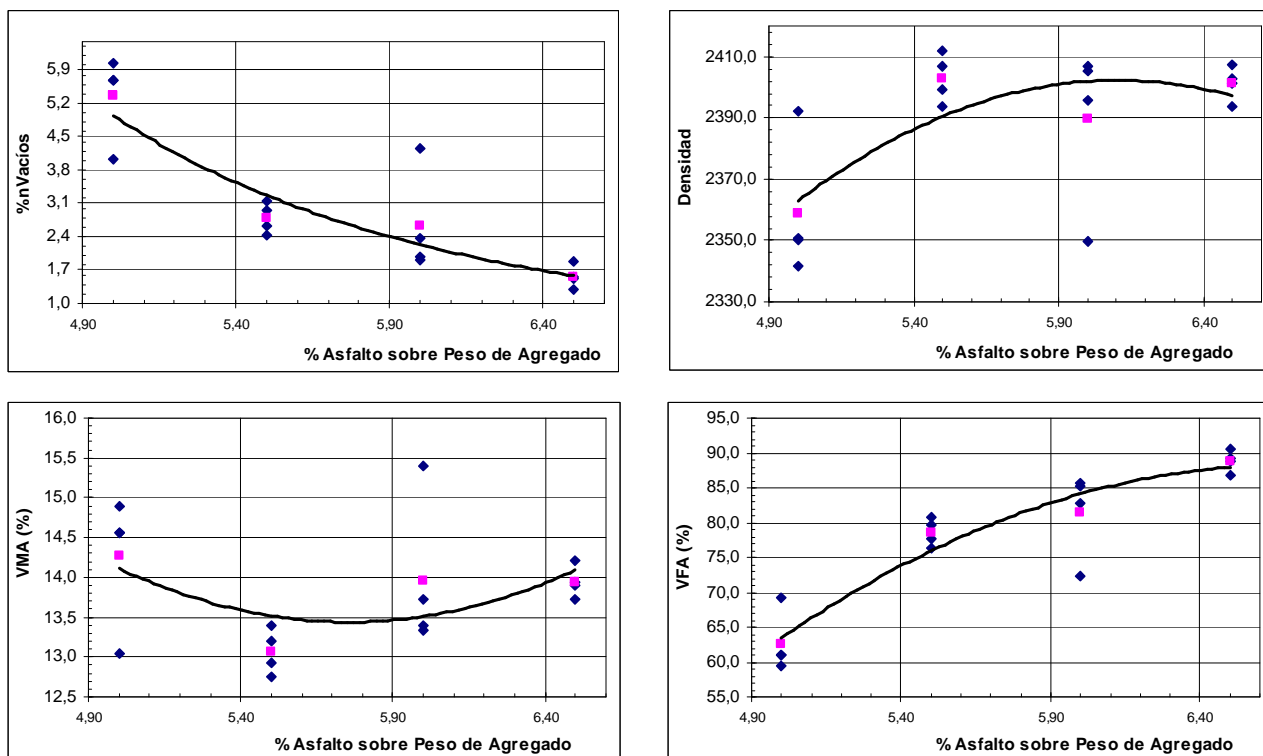 %nVacíos
5,9
5,2
4,5
3,8
3,1
2,4
1,7
1,0
4,90 5,40 5,90 6,40
% Asfalto sobre Peso de Agregado
Densidad
2410,0
2390,0
2370,0
2350,0
2330,0
4,90 5,40 5,90 6,40
% Asfalto sobre Peso de Agregado
VMA (%)
16,0
15,5
15,0
14,5
14,0
13,5
13,0
12,5
4,90 5,40 5,90 6,40
% Asfalto sobre Peso de Agregado
VFA (%)
95,0
90,0
85,0
80,0
75,0
70,0
65,0
60,0
55,0
4,90 5,40 5,90 6,40
% Asfalto sobre Peso de Agregado